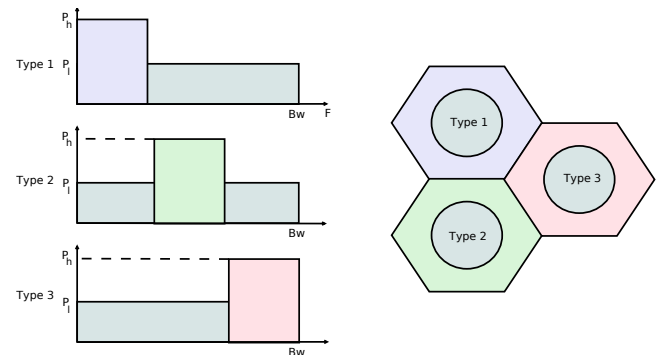 Ph
Type 1 Pl
Bw F
Ph
Type 2 Pl
Bw
Ph
Type 3 Pl
Bw
Type 1
Type 3
Type 2